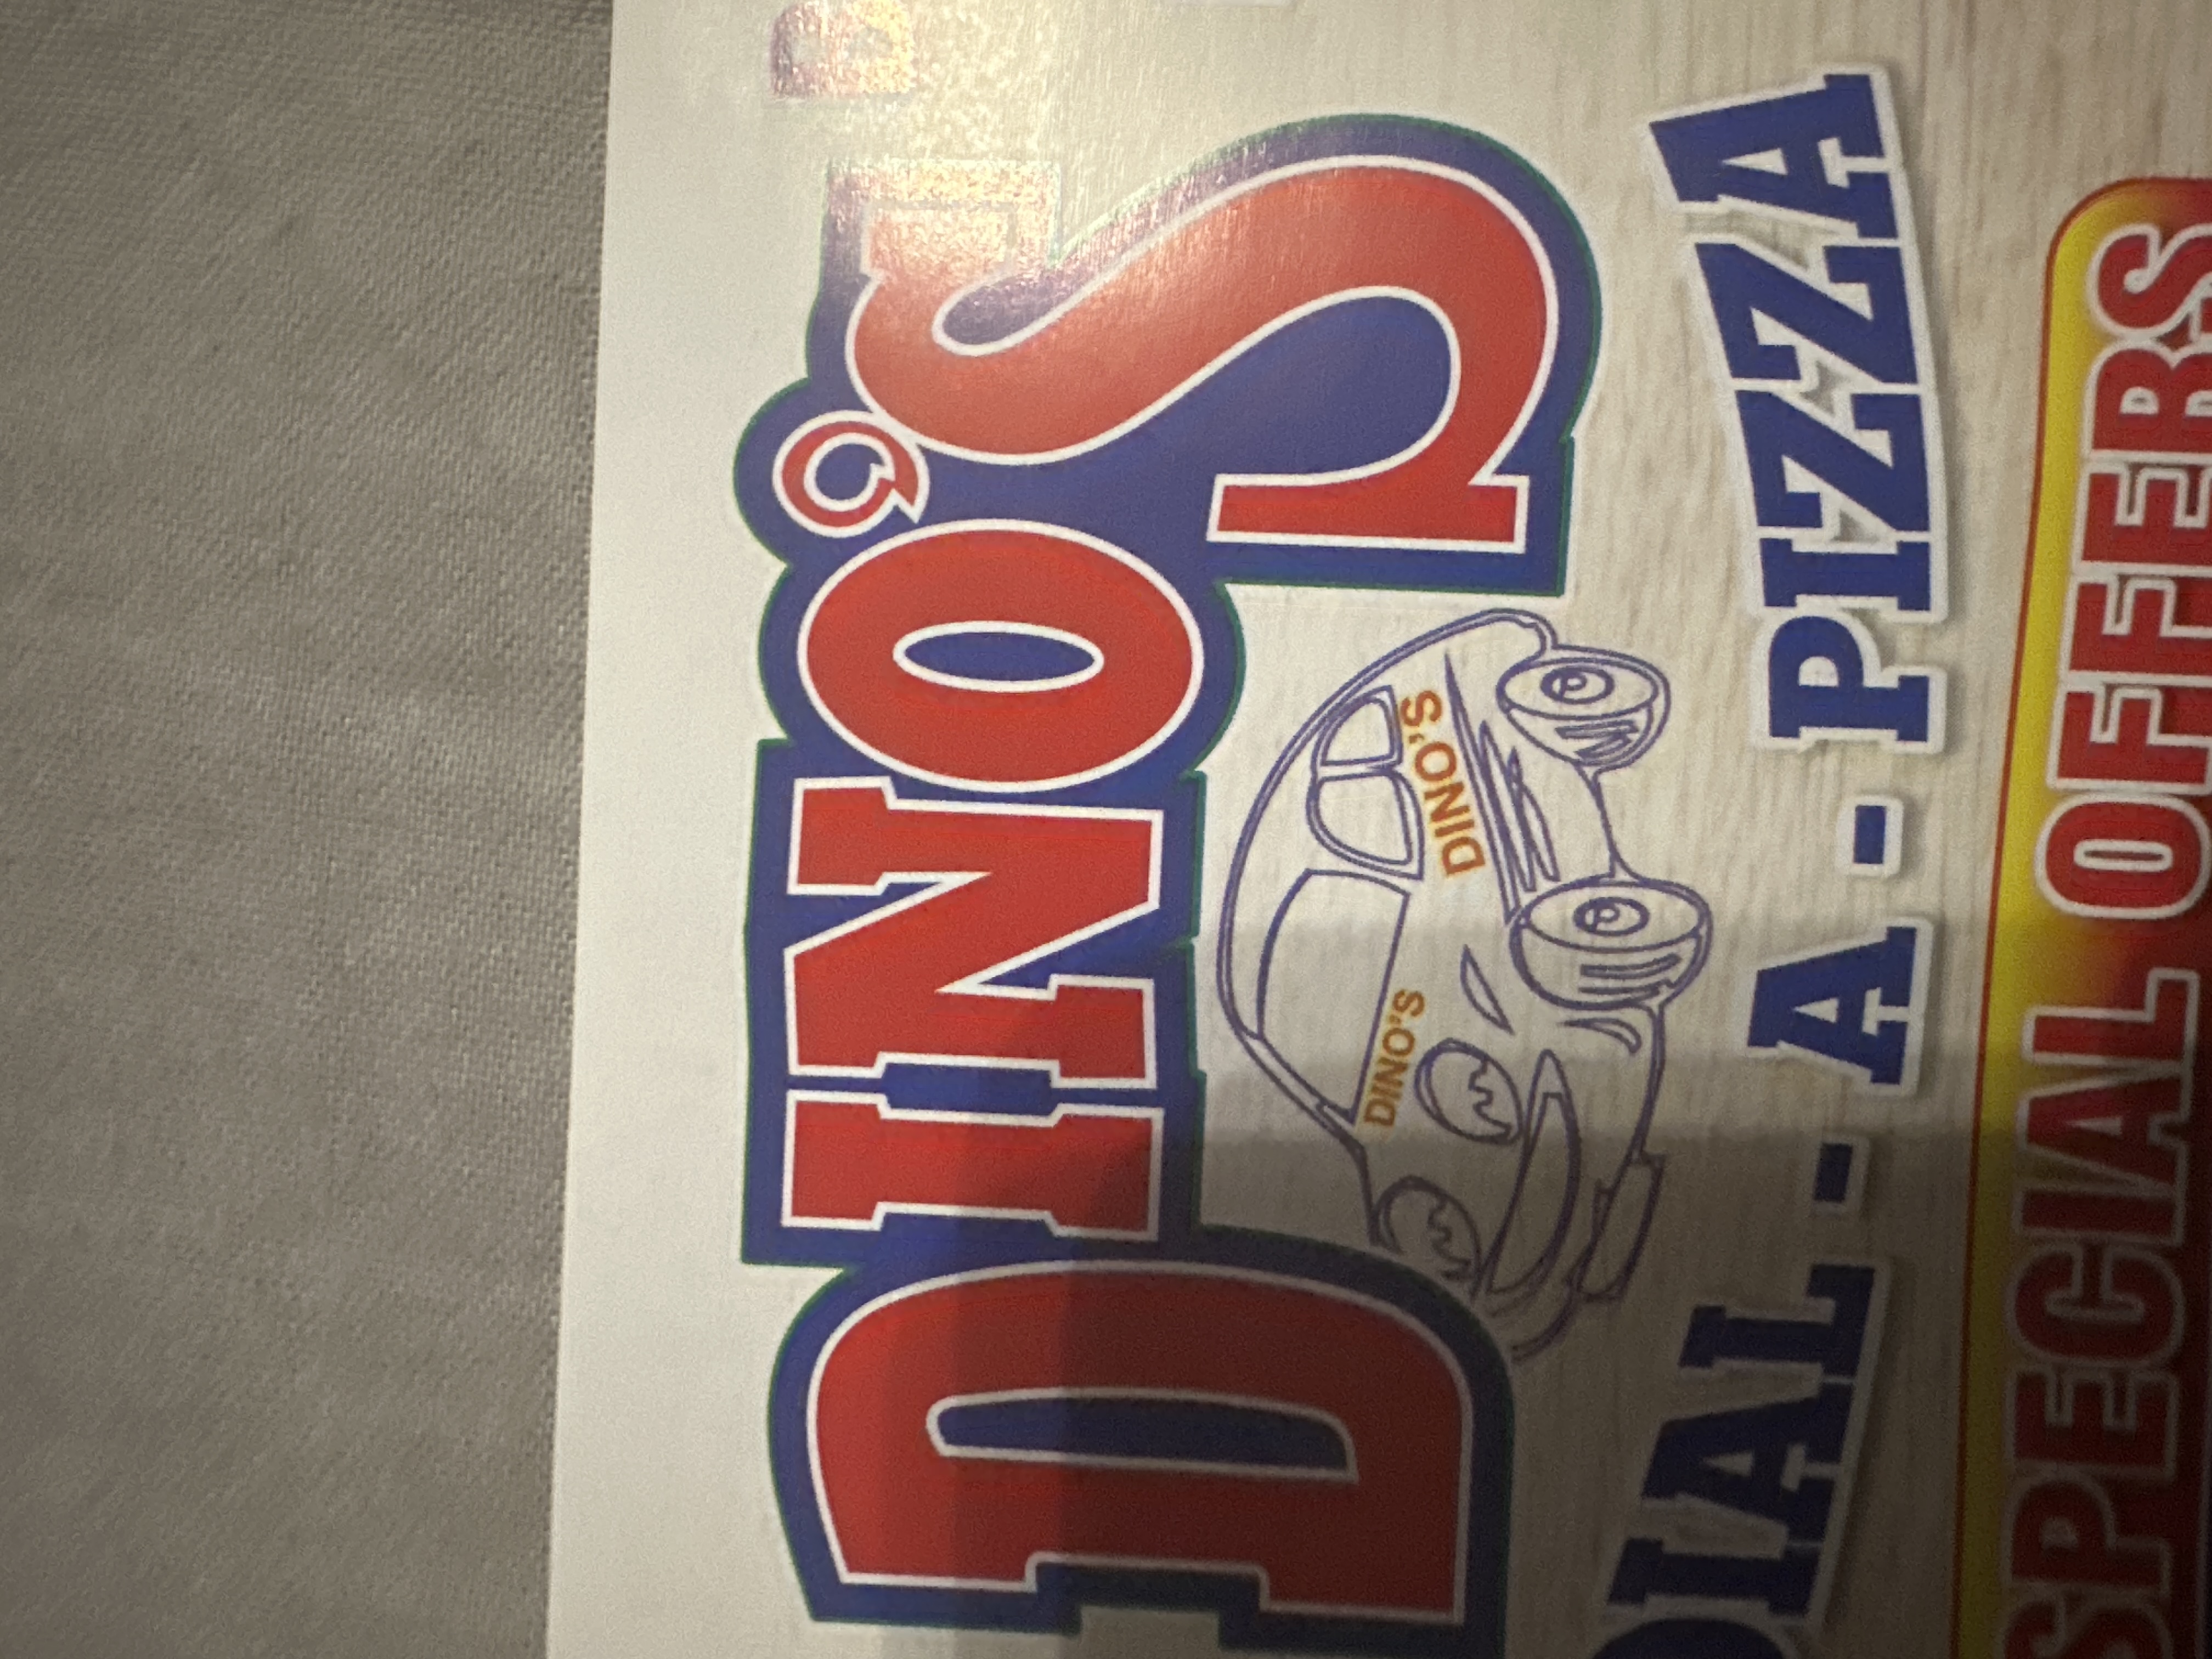 DINO'S
DINO'S
DINO'S
DIAL - A - PIZZA
SPECIAL OFFERS